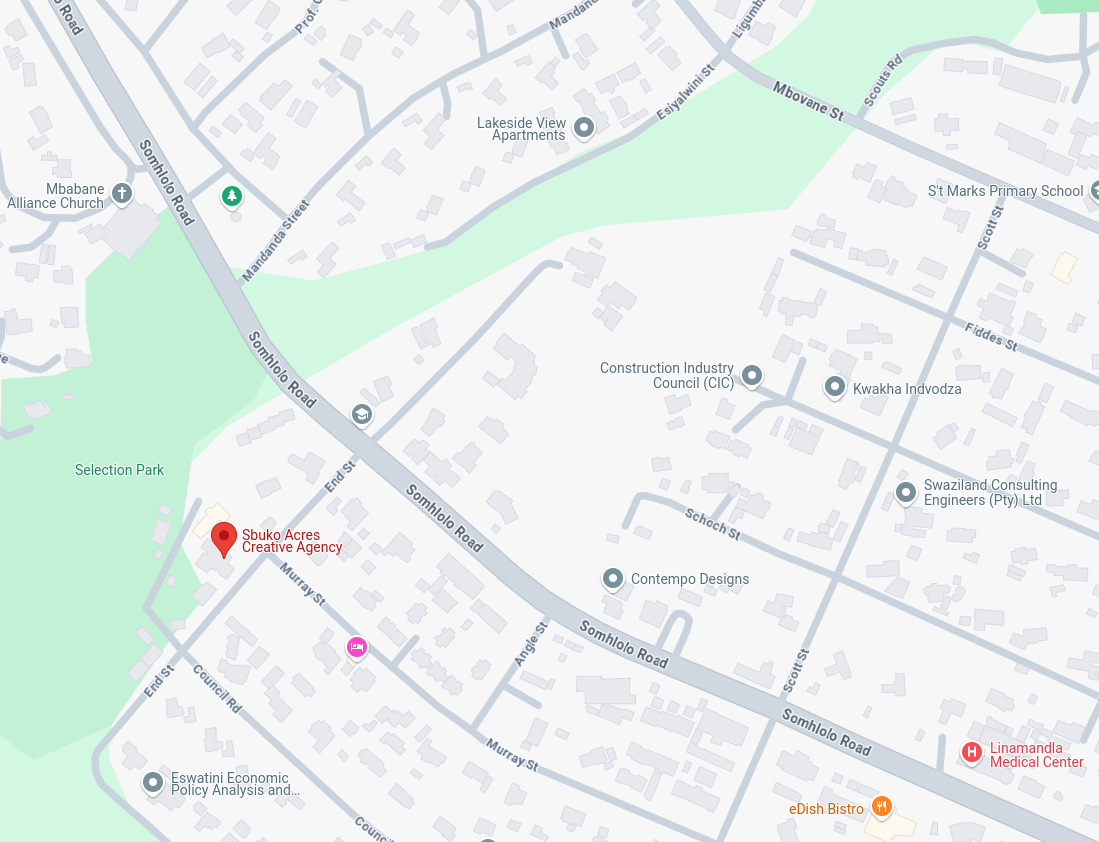 o Road
Prof.
Mandan
Ligumb
Scouts Rd
Mbovane St
Esiyalwini St
Lakeside View
Apartments
Somhlolo Road
Mbabane
Alliance Church
S't Marks Primary School
Mandanda Street
Scott St
Fiddes St
Somhlolo Road
Construction Industry
Council (CIC)
Kwakha Indvodza
Selection Park
End St
Somhlolo Road
Swaziland Consulting
Engineers (Pty) Ltd
Schoch St
Sbuko Acres
Creative Agency
Murray St
Contempo Designs
Angle St
Somhlolo Road
Scott St
End St
Council Rd
Somhlolo Road
Murray St
Linamandla
Medical Center
Eswatini Economic
Policy Analysis and...
eDish Bistro
Counc